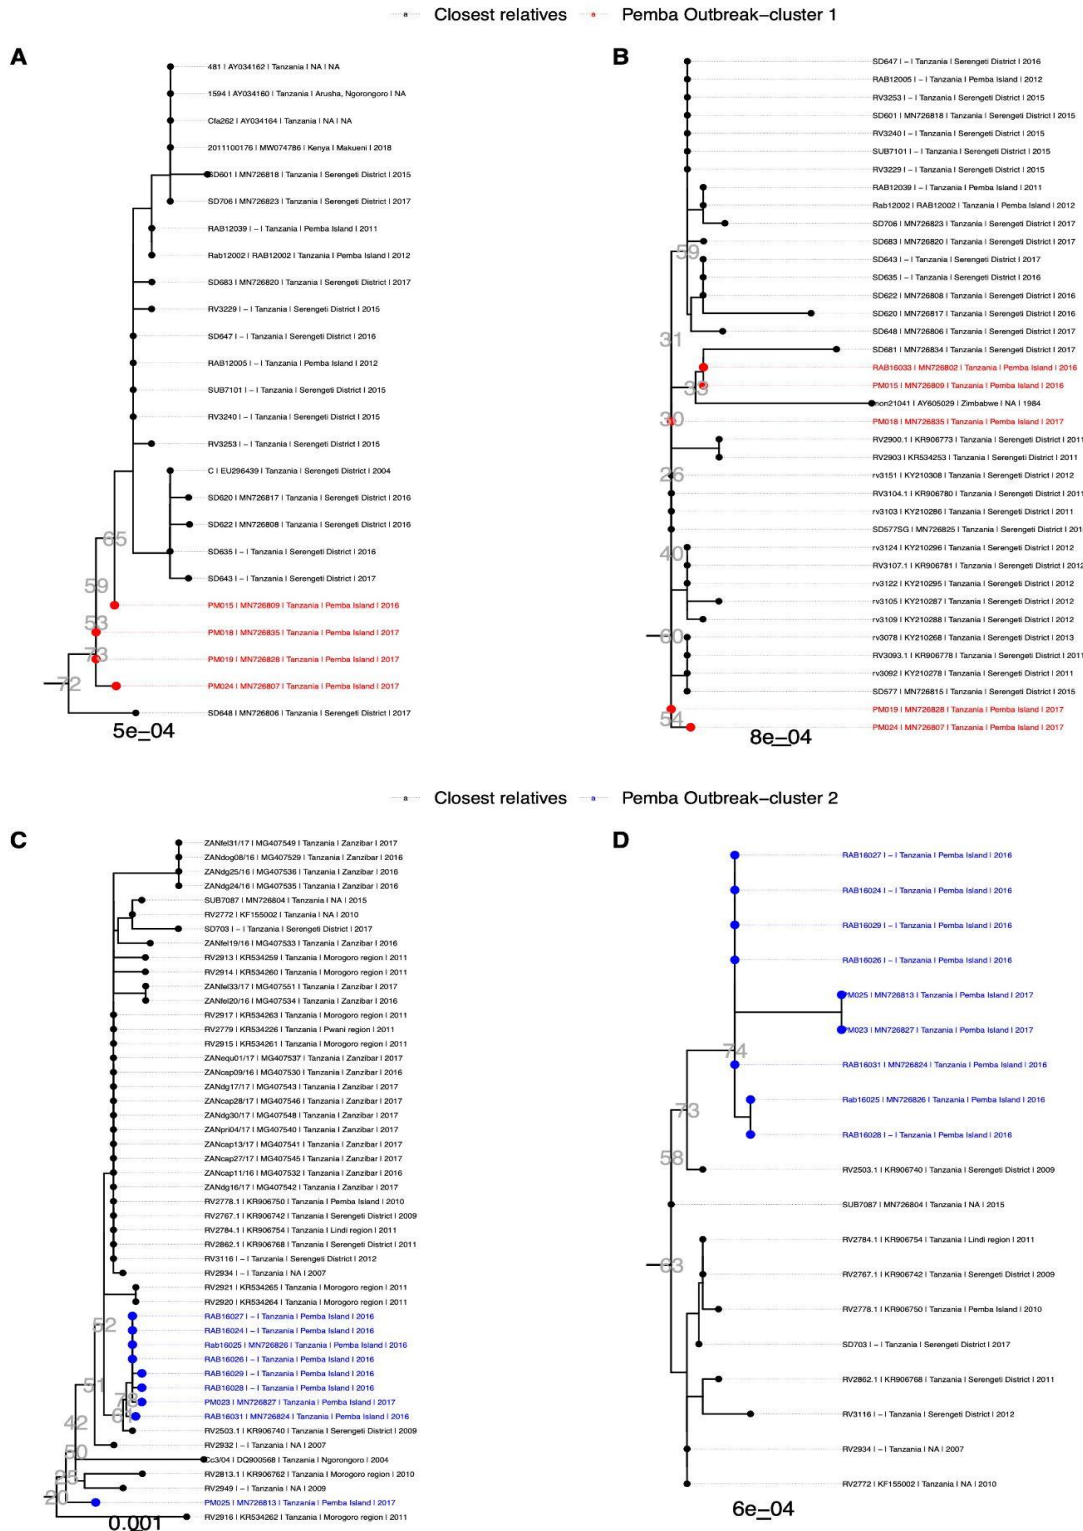 a Closest relatives a Pemba Outbreak−cluster 1
A
481 | AY034162 | Tanzania | NA | NA
1594 | AY034160 | Tanzania | Arusha, Ngorongoro | NA
Cfa262 | AY034164 | Tanzania | NA | NA
2011100176 | MW074786 | Kenya | Makueni | 2018
SD601 | MN726818 | Tanzania | Serengeti District | 2015
SD706 | MN726823 | Tanzania | Serengeti District | 2017
RAB12039 | − | Tanzania | Pemba Island | 2011
Rab12002 | RAB12002 | Tanzania | Pemba Island | 2012
SD683 | MN726820 | Tanzania | Serengeti District | 2017
RV3229 | − | Tanzania | Serengeti District | 2015
SD647 | − | Tanzania | Serengeti District | 2016
RAB12005 | − | Tanzania | Pemba Island | 2012
SUB7101 | − | Tanzania | Serengeti District | 2015
RV3240 | − | Tanzania | Serengeti District | 2015
RV3253 | − | Tanzania | Serengeti District | 2015
C | EU296439 | Tanzania | Serengeti District | 2004
SD620 | MN726817 | Tanzania | Serengeti District | 2016
SD622 | MN726808 | Tanzania | Serengeti District | 2016
SD635 | − | Tanzania | Serengeti District | 2016
SD643 | − | Tanzania | Serengeti District | 2017
PM015 | MN726809 | Tanzania | Pemba Island | 2016
PM018 | MN726835 | Tanzania | Pemba Island | 2017
PM019 | MN726828 | Tanzania | Pemba Island | 2017
PM024 | MN726807 | Tanzania | Pemba Island | 2017
SD648 | MN726806 | Tanzania | Serengeti District | 2017
65
59
53
73
72
5e−04
B
SD647 | − | Tanzania | Serengeti District | 2016
RAB12005 | − | Tanzania | Pemba Island | 2012
RV3253 | − | Tanzania | Serengeti District | 2015
SD601 | MN726818 | Tanzania | Serengeti District | 2015
RV3240 | − | Tanzania | Serengeti District | 2015
SUB7101 | − | Tanzania | Serengeti District | 2015
RV3229 | − | Tanzania | Serengeti District | 2015
RAB12039 | − | Tanzania | Pemba Island | 2011
Rab12002 | RAB12002 | Tanzania | Pemba Island | 2012
SD706 | MN726823 | Tanzania | Serengeti District | 2017
SD683 | MN726820 | Tanzania | Serengeti District | 2017
SD643 | − | Tanzania | Serengeti District | 2017
SD635 | − | Tanzania | Serengeti District | 2016
SD622 | MN726808 | Tanzania | Serengeti District | 2016
SD620 | MN726817 | Tanzania | Serengeti District | 2016
SD648 | MN726806 | Tanzania | Serengeti District | 2017
SD681 | MN726834 | Tanzania | Serengeti District | 2017
RAB16033 | MN726802 | Tanzania | Pemba Island | 2016
PM015 | MN726809 | Tanzania | Pemba Island | 2016
21041 | AY605029 | Zimbabwe | NA | 1984
PM018 | MN726835 | Tanzania | Pemba Island | 2017
RV2900.1 | KR906773 | Tanzania | Serengeti District | 2011
RV2903 | KR534253 | Tanzania | Serengeti District | 2011
rv3151 | KY210308 | Tanzania | Serengeti District | 2012
RV3104.1 | KR906780 | Tanzania | Serengeti District | 2011
rv3103 | KY210286 | Tanzania | Serengeti District | 2011
SD577SG | MN726825 | Tanzania | Serengeti District | 201
rv3124 | KY210296 | Tanzania | Serengeti District | 2012
RV3107.1 | KR906781 | Tanzania | Serengeti District | 2012
rv3122 | KY210295 | Tanzania | Serengeti District | 2012
rv3105 | KY210287 | Tanzania | Serengeti District | 2012
rv3109 | KY210288 | Tanzania | Serengeti District | 2012
rv3078 | KY210268 | Tanzania | Serengeti District | 2013
RV3093.1 | KR906778 | Tanzania | Serengeti District | 2011
rv3092 | KY210278 | Tanzania | Serengeti District | 2011
SD577 | MN726815 | Tanzania | Serengeti District | 2015
PM019 | MN726828 | Tanzania | Pemba Island | 2017
PM024 | MN726807 | Tanzania | Pemba Island | 2017
59
31
33
30
26
40
60
54
8e−04
a Closest relatives a Pemba Outbreak−cluster 2
C
ZANfel31/17 | MG407549 | Tanzania | Zanzibar | 2017
ZANdog08/16 | MG407529 | Tanzania | Zanzibar | 2016
ZANdg25/16 | MG407536 | Tanzania | Zanzibar | 2016
ZANdg24/16 | MG407535 | Tanzania | Zanzibar | 2016
SUB7087 | MN726804 | Tanzania | NA | 2015
RV2772 | KF155002 | Tanzania | NA | 2010
SD703 | − | Tanzania | Serengeti District | 2017
ZANfel19/16 | MG407533 | Tanzania | Zanzibar | 2016
RV2913 | KR534259 | Tanzania | Morogoro region | 2011
RV2914 | KR534260 | Tanzania | Morogoro region | 2011
ZANfel33/17 | MG407551 | Tanzania | Zanzibar | 2017
ZANfel20/16 | MG407534 | Tanzania | Zanzibar | 2016
RV2917 | KR534263 | Tanzania | Morogoro region | 2011
RV2779 | KR534226 | Tanzania | Pwani region | 2011
RV2915 | KR534261 | Tanzania | Morogoro region | 2011
ZANequ01/17 | MG407537 | Tanzania | Zanzibar | 2017
ZANcap09/16 | MG407530 | Tanzania | Zanzibar | 2016
ZANdg17/17 | MG407543 | Tanzania | Zanzibar | 2017
ZANcap28/17 | MG407546 | Tanzania | Zanzibar | 2017
ZANdg30/17 | MG407548 | Tanzania | Zanzibar | 2017
ZANpri04/17 | MG407540 | Tanzania | Zanzibar | 2017
ZANcap13/17 | MG407541 | Tanzania | Zanzibar | 2017
ZANcap27/17 | MG407545 | Tanzania | Zanzibar | 2017
ZANcap11/16 | MG407532 | Tanzania | Zanzibar | 2016
ZANdg16/17 | MG407542 | Tanzania | Zanzibar | 2017
RV2778.1 | KR906750 | Tanzania | Pemba Island | 2010
RV2767.1 | KR906742 | Tanzania | Serengeti District | 2009
RV2784.1 | KR906754 | Tanzania | Lindi region | 2011
RV2862.1 | KR906768 | Tanzania | Serengeti District | 2011
RV3116 | − | Tanzania | Serengeti District | 2012
RV2934 | − | Tanzania | NA | 2007
RV2921 | KR534265 | Tanzania | Morogoro region | 2011
RV2920 | KR534264 | Tanzania | Morogoro region | 2011
RAB16027 | − | Tanzania | Pemba Island | 2016
RAB16024 | − | Tanzania | Pemba Island | 2016
Rab16025 | MN726826 | Tanzania | Pemba Island | 2016
RAB16026 | − | Tanzania | Pemba Island | 2016
RAB16029 | − | Tanzania | Pemba Island | 2016
RAB16028 | − | Tanzania | Pemba Island | 2016
PM023 | MN726827 | Tanzania | Pemba Island | 2017
RAB16031 | MN726824 | Tanzania | Pemba Island | 2016
RV2503.1 | KR906740 | Tanzania | Serengeti District | 2009
RV2932 | − | Tanzania | NA | 2007
Cc3/04 | DQ900568 | Tanzania | Ngorongoro | 2004
RV2813.1 | KR906762 | Tanzania | Morogoro region | 2010
RV2949 | − | Tanzania | NA | 2009
PM025 | MN726813 | Tanzania | Pemba Island | 2017
RV2916 | KR534262 | Tanzania | Morogoro region | 2011
52
51
42
50
25
20
0.001
D
RAB16027 | − | Tanzania | Pemba Island | 2016
RAB16024 | − | Tanzania | Pemba Island | 2016
RAB16029 | − | Tanzania | Pemba Island | 2016
RAB16026 | − | Tanzania | Pemba Island | 2016
PM025 | MN726813 | Tanzania | Pemba Island | 2017
PM023 | MN726827 | Tanzania | Pemba Island | 2017
RAB16031 | MN726824 | Tanzania | Pemba Island | 2016
Rab16025 | MN726826 | Tanzania | Pemba Island | 2016
RAB16028 | − | Tanzania | Pemba Island | 2016
RV2503.1 | KR906740 | Tanzania | Serengeti District | 2009
SUB7087 | MN726804 | Tanzania | NA | 2015
RV2784.1 | KR906754 | Tanzania | Lindi region | 2011
RV2767.1 | KR906742 | Tanzania | Serengeti District | 2009
RV2778.1 | KR906750 | Tanzania | Pemba Island | 2010
SD703 | − | Tanzania | Serengeti District | 2017
RV2862.1 | KR906768 | Tanzania | Serengeti District | 2011
RV3116 | − | Tanzania | Serengeti District | 2012
RV2934 | − | Tanzania | NA | 2007
RV2772 | KF155002 | Tanzania | NA | 2010
74
73
58
63
6e−04